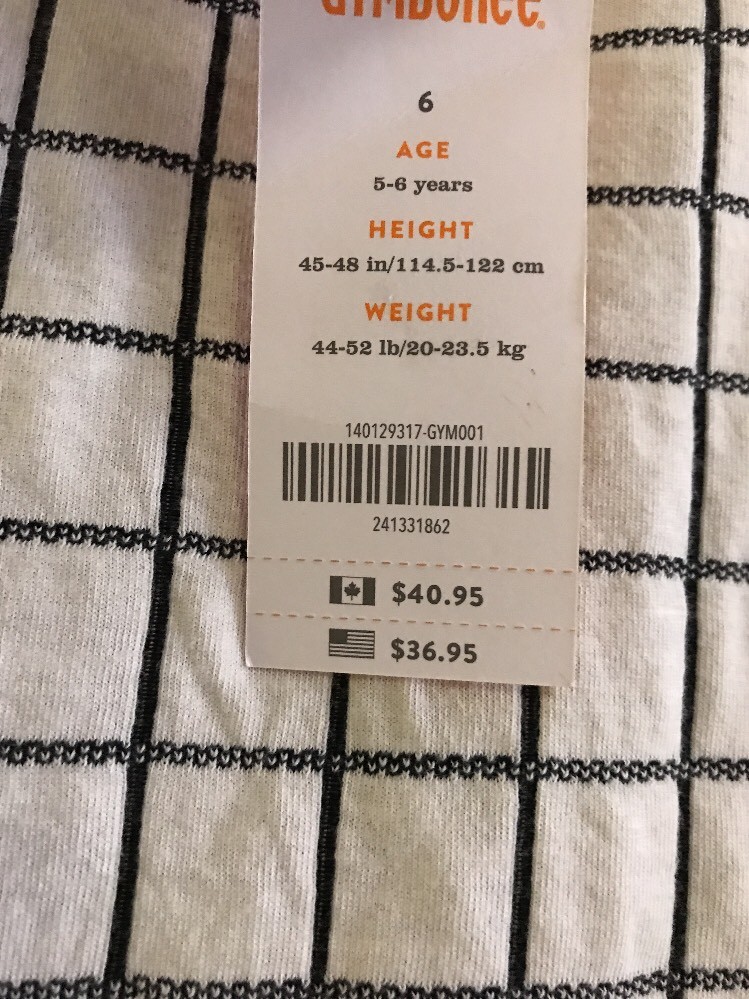 GYMBOREE
6
AGE
5-6 years
HEIGHT
45-48 in/114.5-122 cm
WEIGHT
44-52 lb/20-23.5 kg
140129317-GYM001
241331862
$40.95
$36.95